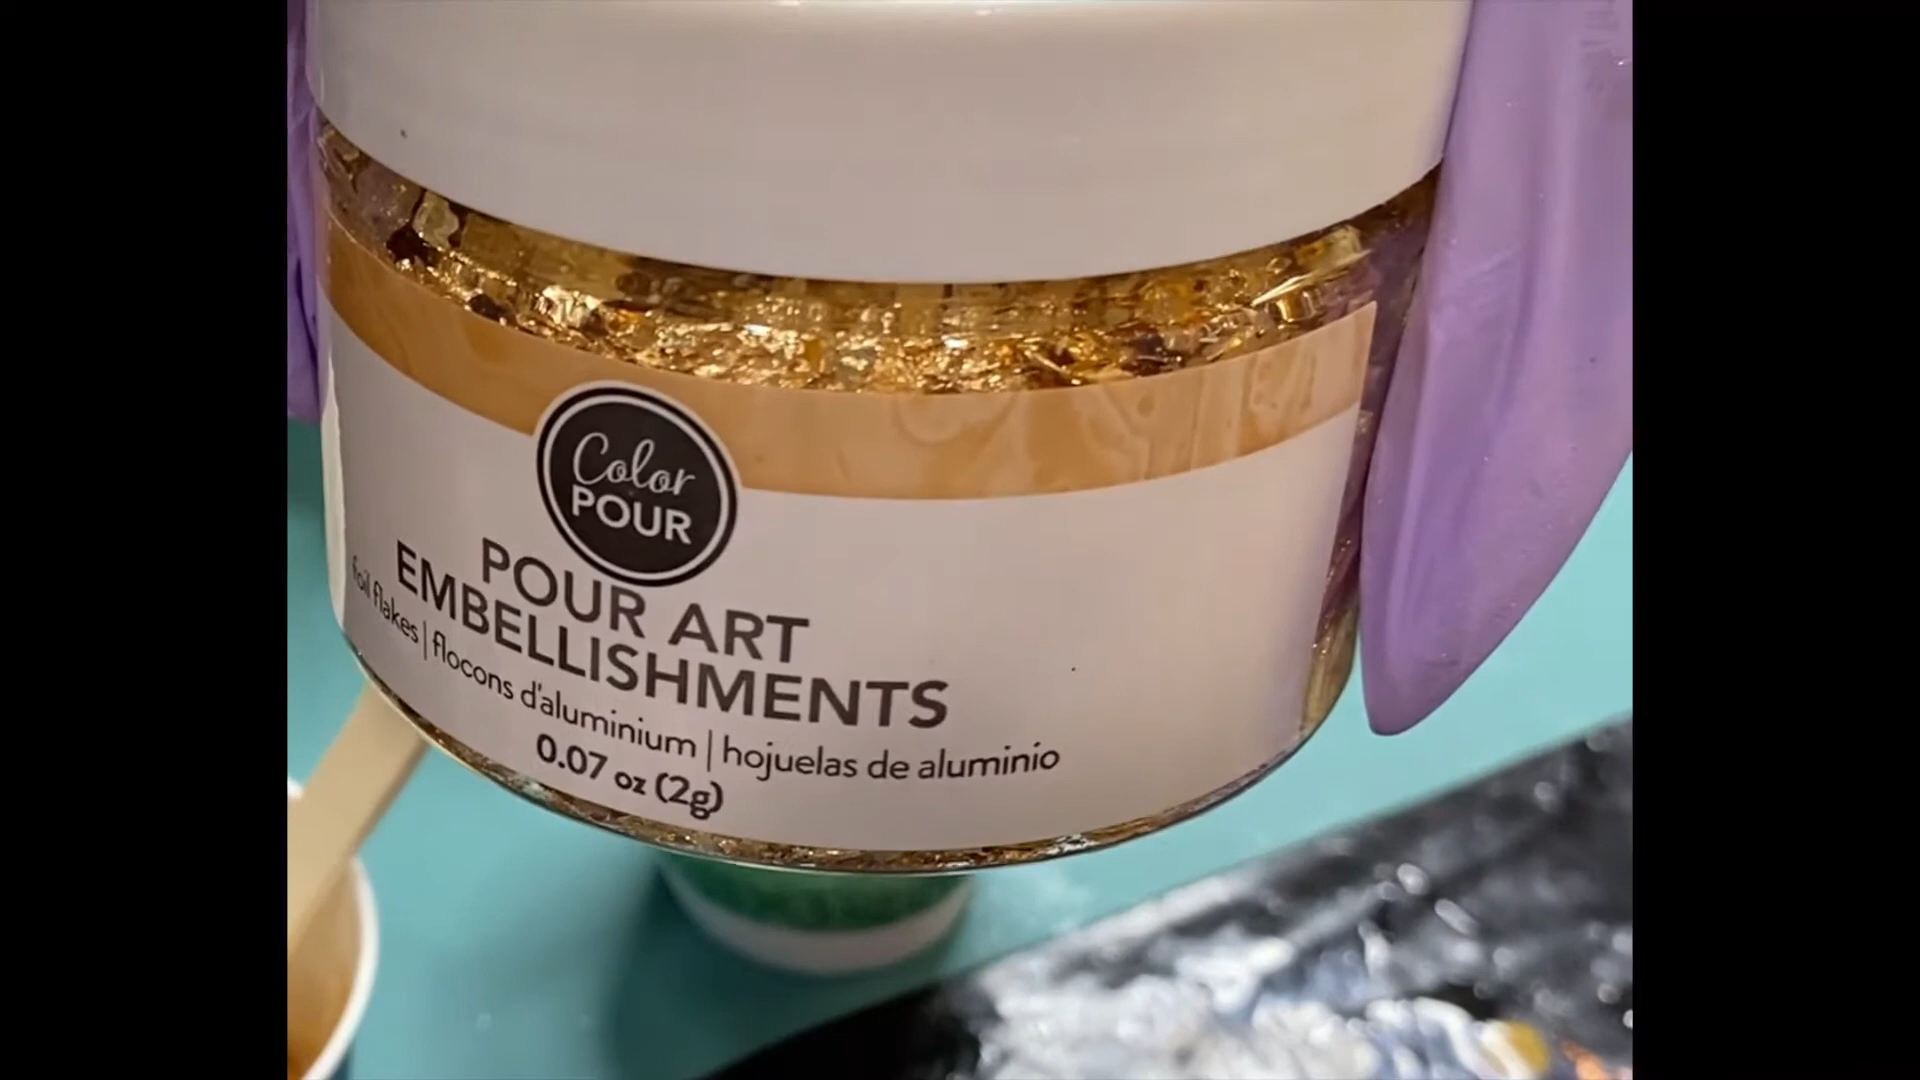 Color
POUR
POUR ART
EMBELLISHMENTS
foil flakes | flocons d'aluminium | hojuelas de aluminio
0.07 oz (2g)